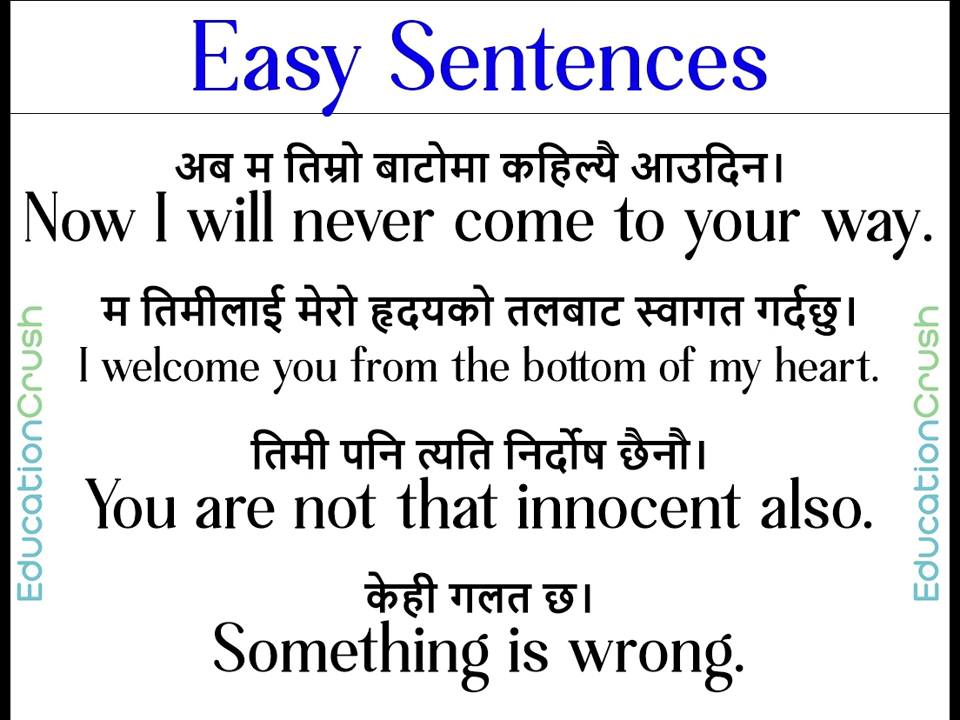 Easy Sentences
अब म तिम्रो बाटोमा कहिल्यै आउदिन।
Now I will never come to your way.
म तिमीलाई मेरो हृदयको तलबाट स्वागत गर्दछु।
I welcome you from the bottom of my heart.
तिमी पनि त्यति निर्दोष छैनौ।
You are not that innocent also.
केही गलत छ।
Something is wrong.
EducationCrush
EducationCrush